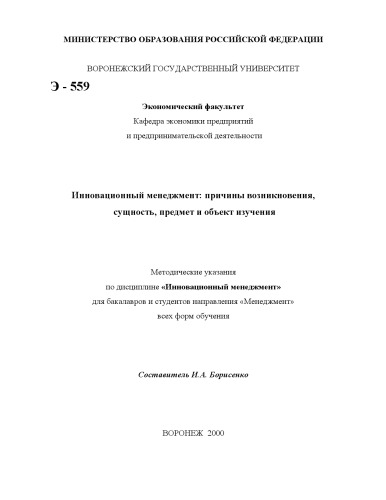 МИНИСТЕРСТВО ОБРАЗОВАНИЯ РОССИЙСКОЙ ФЕДЕРАЦИИ
ВОРОНЕЖСКИЙ ГОСУДАРСТВЕННЫЙ УНИВЕРСИТЕТ
Э - 559
Экономический факультет
Кафедра экономики предприятий
и предпринимательской деятельности
Инновационный менеджмент: причины возникновения,
сущность, предмет и объект изучения
Методические указания
по дисциплине «Инновационный менеджмент»
для бакалавров и студентов направления «Менеджмент»
всех форм обучения
Составитель И.А. Борисенко
ВОРОНЕЖ 2000